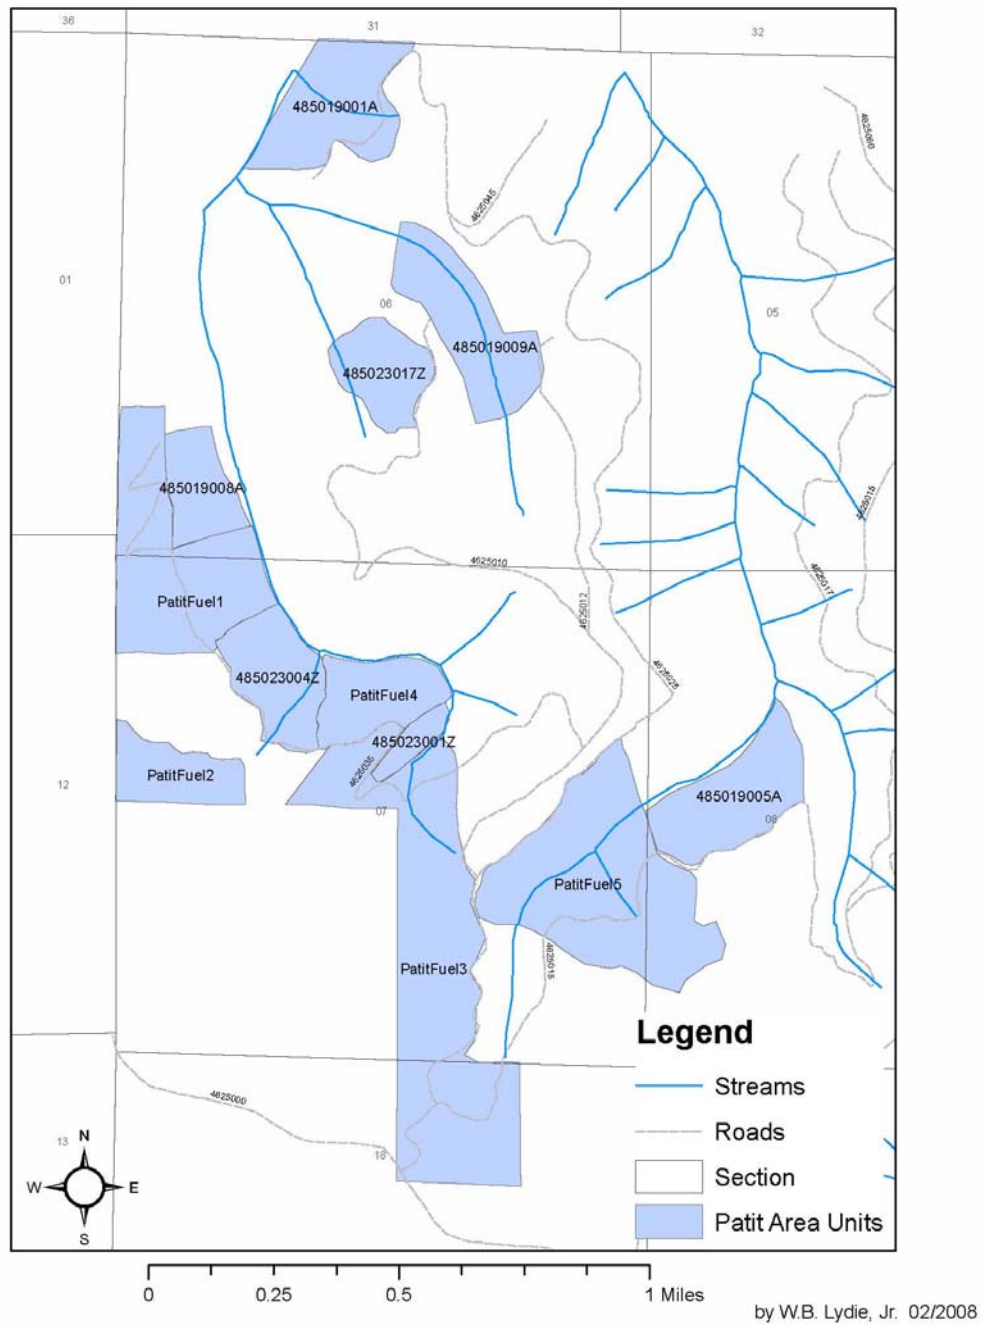 36
31
32
485019001A
4625060
4625045
01
06
05
485019009A
485023017Z
485019008A
4625015
4625010
4625017
PatitFuel1
4625012
485023004Z
4625025
PatitFuel4
485023001Z
PatitFuel2
4625035
12
07
485019005A
08
PatitFuel5
PatitFuel3
4625015
Legend
Streams
4625000
Roads
13
18
N
W
E
S
Section
Patit Area Units
0 0.25 0.5 1 Miles
by W.B. Lydie, Jr. 02/2008